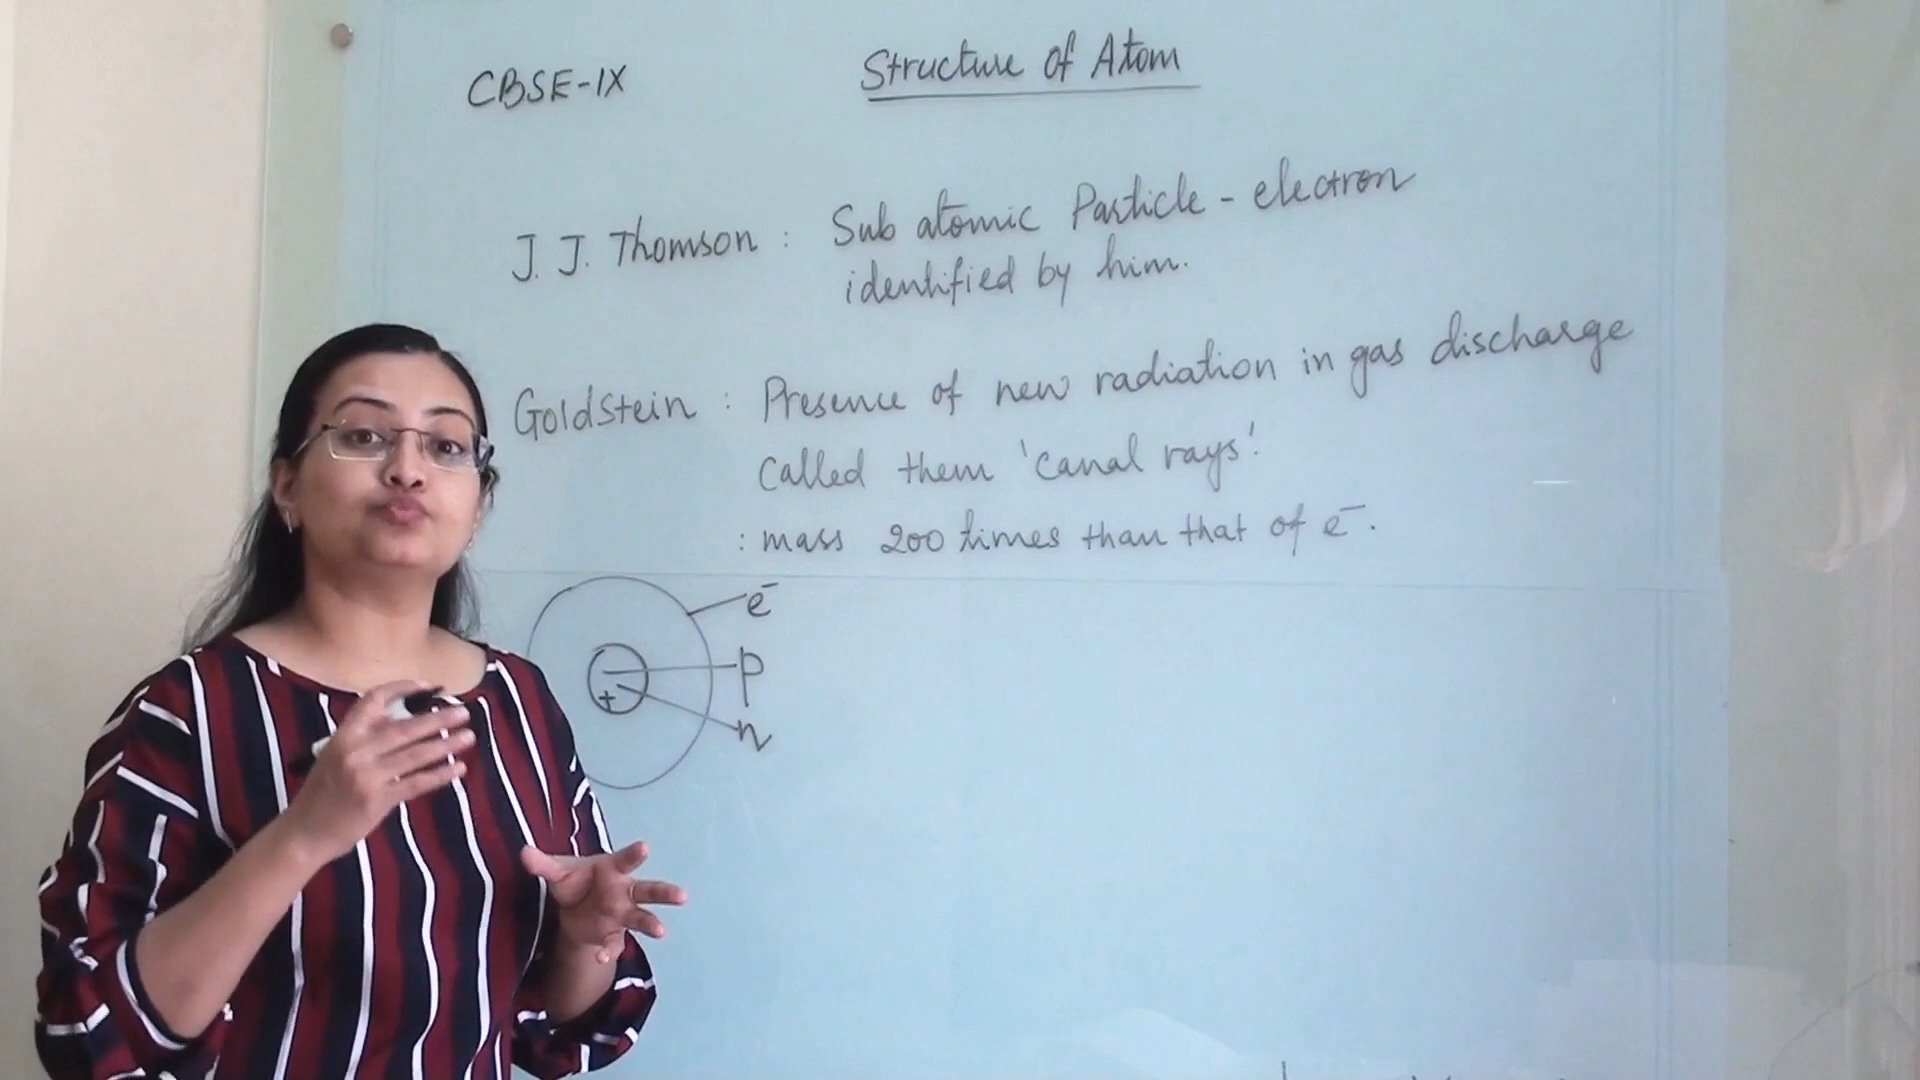 CBSE-IX
Structure of Atom
J. J. Thomson : Sub atomic Particle - electron
identified by him.
Goldstein : Presence of new radiation in gas discharge
called them 'canal rays'.
: mass 200 times than that of e⁻.
e⁻
p
+
n